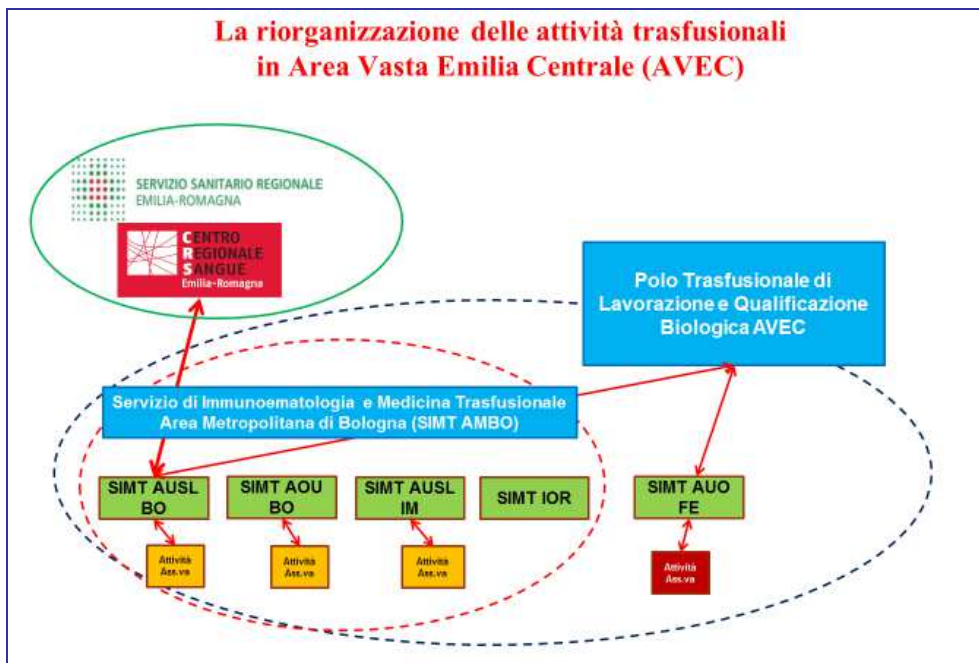 La riorganizzazione delle attività trasfusionali
in Area Vasta Emilia Centrale (AVEC)
SERVIZIO SANITARIO REGIONALE
EMILIA-ROMAGNA
CENTRO
REGIONALE
SANGUE
Emilia-Romagna
Polo Trasfusionale di
Lavorazione e Qualificazione
Biologica AVEC
Servizio di Immunoematologia e Medicina Trasfusionale
Area Metropolitana di Bologna (SIMT AMBO)
SIMT AUSL
BO
SIMT AOU
BO
SIMT AUSL
IM
SIMT IOR
SIMT AUO
FE
Attività
Ass.va
Attività
Ass.va
Attività
Ass.va
Attività
Ass.va